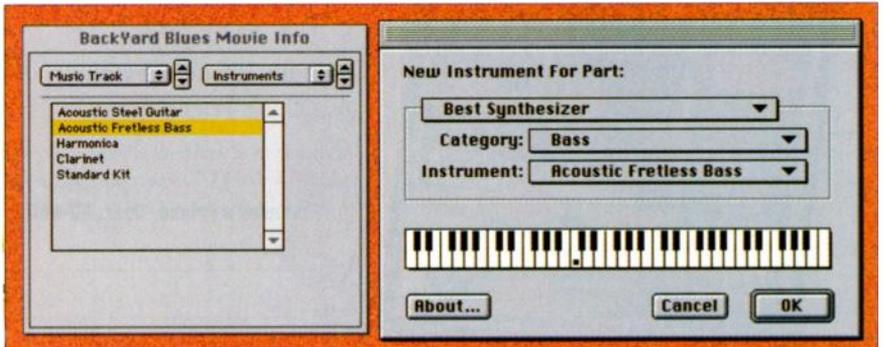 BackYard Blues Movie Info
Music Track
Instruments
Acoustic Steel Guitar
Acoustic Fretless Bass
Harmonica
Clarinet
Standard Kit
New Instrument For Part:
Best Synthesizer
Category: Bass
Instrument: Acoustic Fretless Bass
About...
Cancel
OK